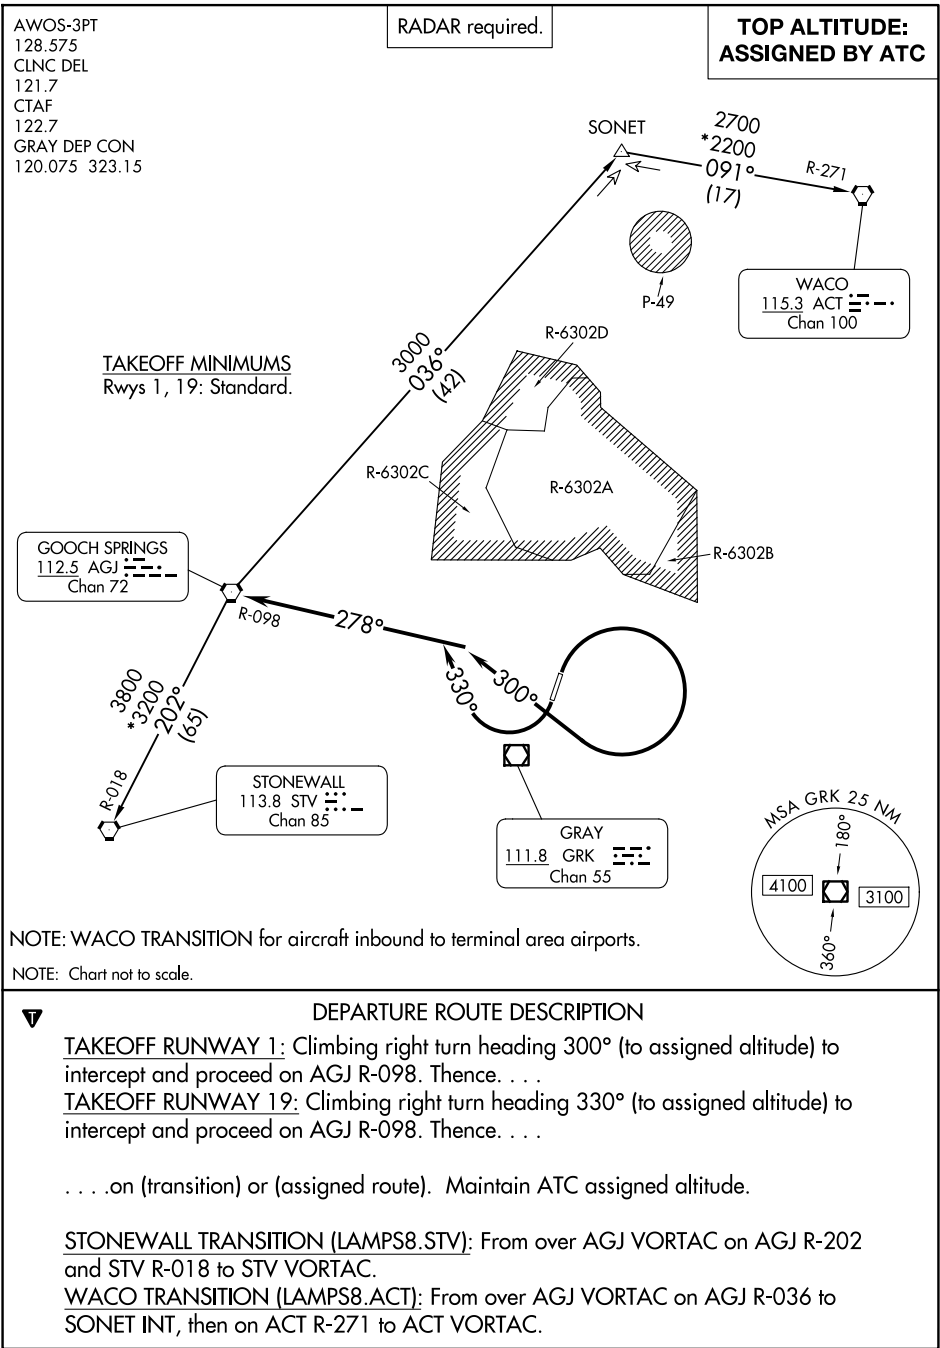 AWOS-3PT
128.575
CLNC DEL
121.7
CTAF
122.7
GRAY DEP CON
120.075 323.15
RADAR required.
TOP ALTITUDE:
ASSIGNED BY ATC
SONET
2700
*2200
091°
(17)
R-271
P-49
WACO
115.3 ACT
Chan 100
TAKEOFF MINIMUMS
Rwys 1, 19: Standard.
3000
036°
(42)
R-6302D
R-6302C
R-6302A
R-6302B
GOOCH SPRINGS
112.5 AGJ
Chan 72
R-098
278°
330°
300°
3800
*3200
202°
(65)
R-018
STONEWALL
113.8 STV
Chan 85
GRAY
111.8 GRK
Chan 55
MSA GRK 25 NM
180°
4100
3100
360°
NOTE: WACO TRANSITION for aircraft inbound to terminal area airports.
NOTE: Chart not to scale.
T
DEPARTURE ROUTE DESCRIPTION
TAKEOFF RUNWAY 1: Climbing right turn heading 300° (to assigned altitude) to
intercept and proceed on AGJ R-098. Thence. . . .
TAKEOFF RUNWAY 19: Climbing right turn heading 330° (to assigned altitude) to
intercept and proceed on AGJ R-098. Thence. . . .
. . . .on (transition) or (assigned route). Maintain ATC assigned altitude.
STONEWALL TRANSITION (LAMPS8.STV): From over AGJ VORTAC on AGJ R-202
and STV R-018 to STV VORTAC.
WACO TRANSITION (LAMPS8.ACT): From over AGJ VORTAC on AGJ R-036 to
SONET INT, then on ACT R-271 to ACT VORTAC.